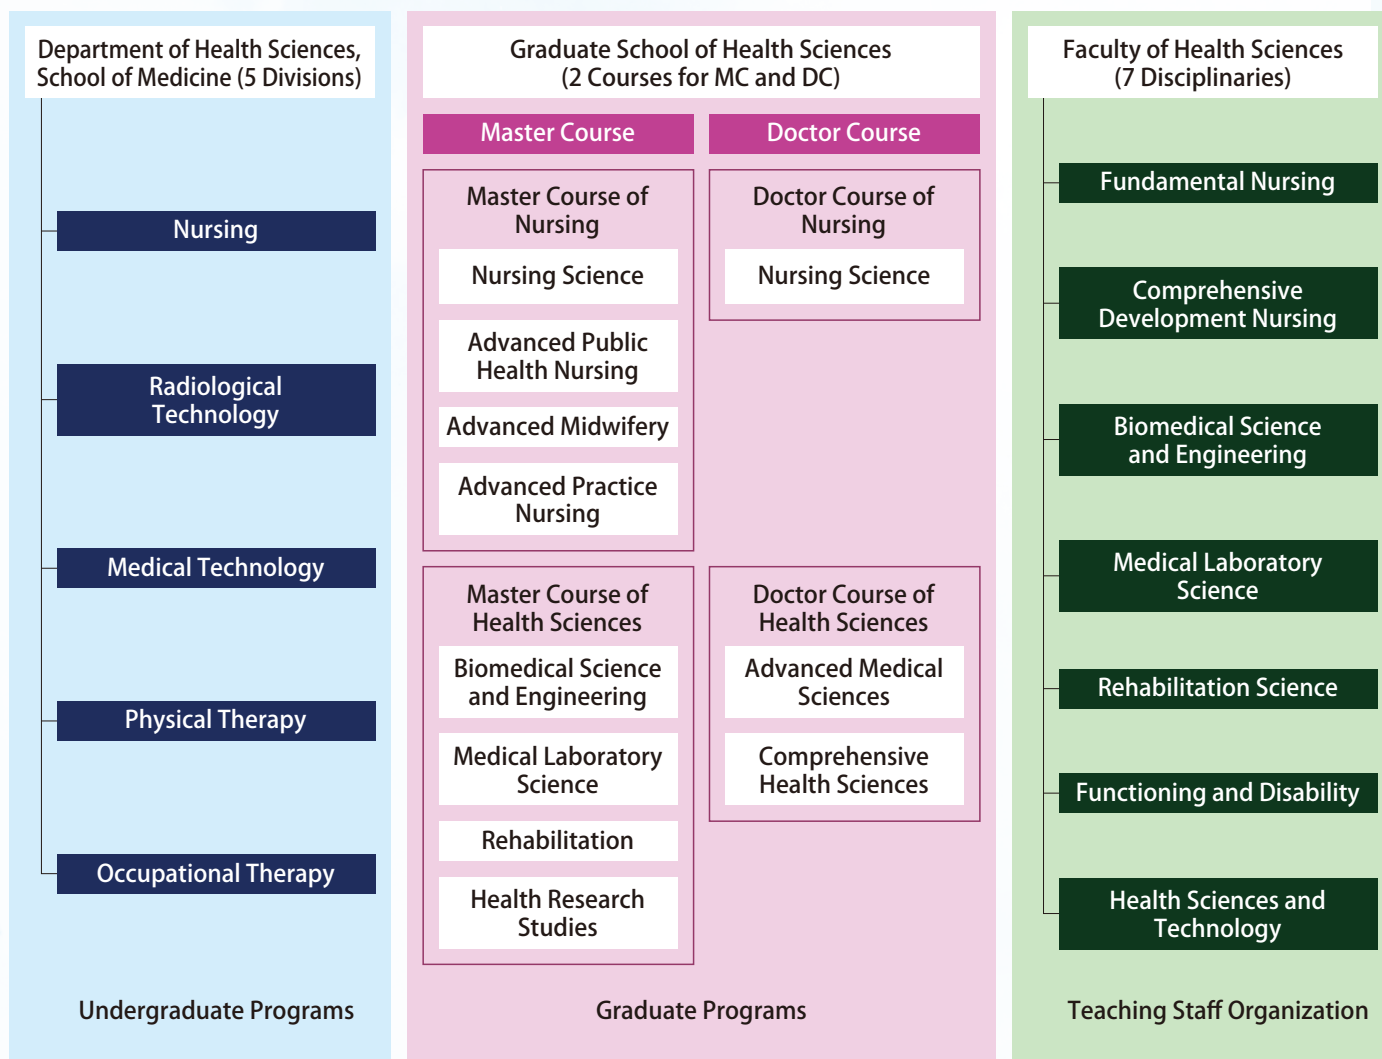 Department of Health Sciences,
School of Medicine (5 Divisions)
Nursing
Radiological
Technology
Medical Technology
Physical Therapy
Occupational Therapy
Undergraduate Programs
Graduate School of Health Sciences
(2 Courses for MC and DC)
Master Course
Master Course of
Nursing
Nursing Science
Advanced Public
Health Nursing
Advanced Midwifery
Advanced Practice
Nursing
Master Course of
Health Sciences
Biomedical Science
and Engineering
Medical Laboratory
Science
Rehabilitation
Health Research
Studies
Doctor Course
Doctor Course of
Nursing
Nursing Science
Doctor Course of
Health Sciences
Advanced Medical
Sciences
Comprehensive
Health Sciences
Graduate Programs
Faculty of Health Sciences
(7 Disciplinaries)
Fundamental Nursing
Comprehensive
Development Nursing
Biomedical Science
and Engineering
Medical Laboratory
Science
Rehabilitation Science
Functioning and Disability
Health Sciences and
Technology
Teaching Staff Organization